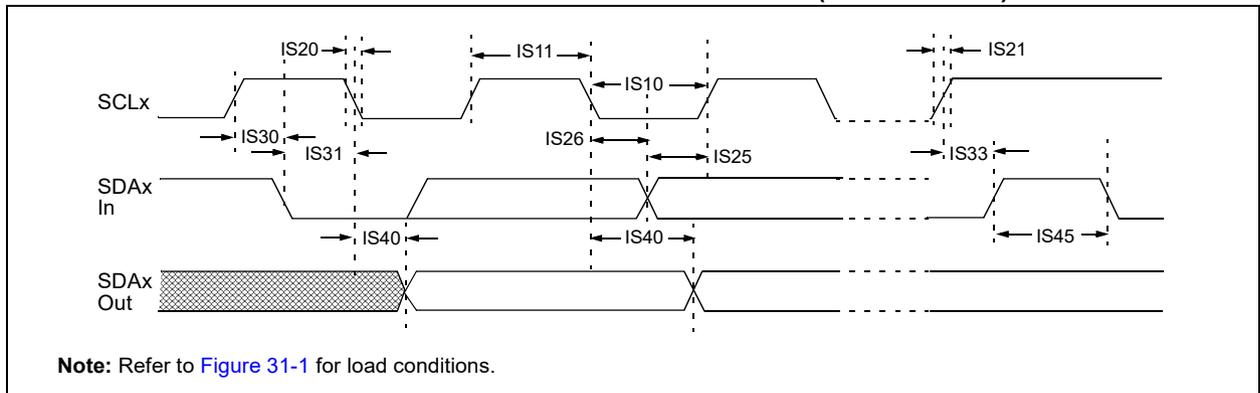 IS20
IS11
IS21
IS10
SCLx
IS30
IS26
IS31
IS25
IS33
SDAx
In
IS40
IS40
IS45
SDAx
Out
Note: Refer to Figure 31-1 for load conditions.